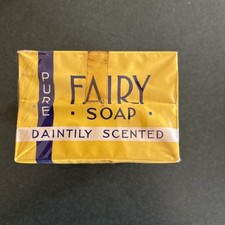 PURE
FAIRY
· SOAP ·
DAINTILY SCENTED